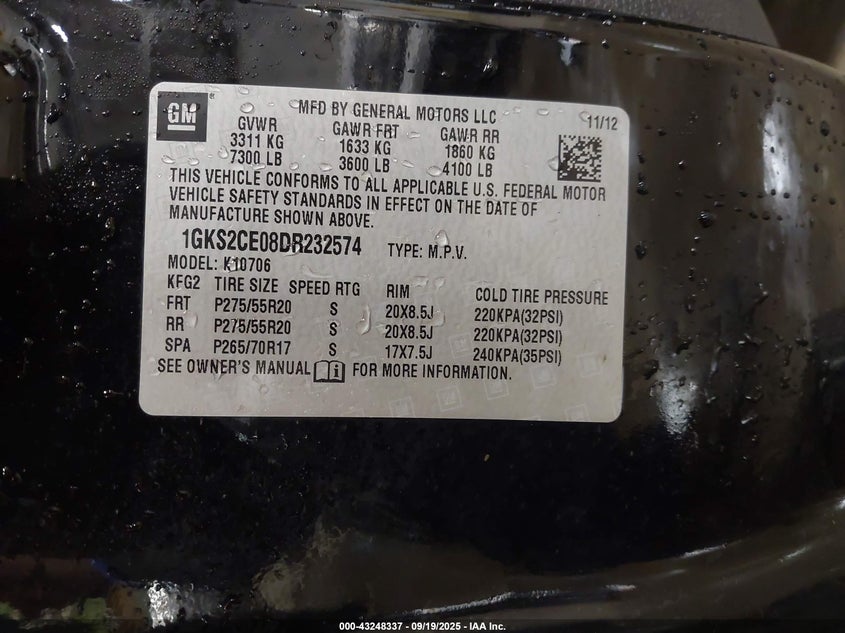 GM
MFD BY GENERAL MOTORS LLC
11/12
GVWR GAWR FRT GAWR RR
3311 KG 1633 KG 1860 KG
7300 LB 3600 LB 4100 LB
THIS VEHICLE CONFORMS TO ALL APPLICABLE U.S. FEDERAL MOTOR
VEHICLE SAFETY STANDARDS IN EFFECT ON THE DATE OF
MANUFACTURE SHOWN ABOVE.
1GKS2CE08DR232574 TYPE: M.P.V.
MODEL: K10706
KFG2 TIRE SIZE SPEED RTG RIM COLD TIRE PRESSURE
FRT P275/55R20 S 20X8.5J 220KPA(32PSI)
RR P275/55R20 S 20X8.5J 220KPA(32PSI)
SPA P265/70R17 S 17X7.5J 240KPA(35PSI)
SEE OWNER'S MANUAL FOR MORE INFORMATION.
000-43248337 - 09/19/2025 - IAA Inc.